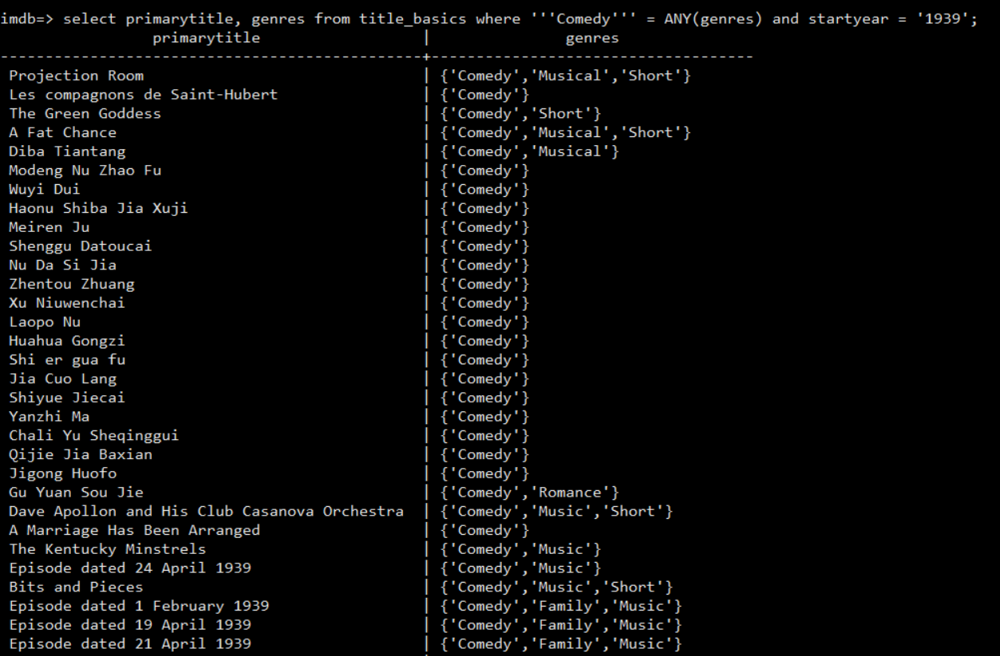 imdb=> select primarytitle, genres from title_basics where '''Comedy''' = ANY(genres) and startyear = '1939';
primarytitle | genres
-----------------------------------------------+------------------------------------
Projection Room | {'Comedy','Musical','Short'}
Les compagnons de Saint-Hubert | {'Comedy'}
The Green Goddess | {'Comedy','Short'}
A Fat Chance | {'Comedy','Musical','Short'}
Diba Tiantang | {'Comedy','Musical'}
Modeng Nu Zhao Fu | {'Comedy'}
Wuyi Dui | {'Comedy'}
Haonu Shiba Jia Xuji | {'Comedy'}
Meiren Ju | {'Comedy'}
Shenggu Datoucai | {'Comedy'}
Nu Da Si Jia | {'Comedy'}
Zhentou Zhuang | {'Comedy'}
Xu Niuwenchai | {'Comedy'}
Laopo Nu | {'Comedy'}
Huahua Gongzi | {'Comedy'}
Shi er gua fu | {'Comedy'}
Jia Cuo Lang | {'Comedy'}
Shiyue Jiecai | {'Comedy'}
Yanzhi Ma | {'Comedy'}
Chali Yu Sheqinggui | {'Comedy'}
Qijie Jia Baxian | {'Comedy'}
Jigong Huofo | {'Comedy'}
Gu Yuan Sou Jie | {'Comedy','Romance'}
Dave Apollon and His Club Casanova Orchestra | {'Comedy','Music','Short'}
A Marriage Has Been Arranged | {'Comedy'}
The Kentucky Minstrels | {'Comedy','Music'}
Episode dated 24 April 1939 | {'Comedy','Music'}
Bits and Pieces | {'Comedy','Music','Short'}
Episode dated 1 February 1939 | {'Comedy','Family','Music'}
Episode dated 19 April 1939 | {'Comedy','Family','Music'}
Episode dated 21 April 1939 | {'Comedy','Family','Music'}